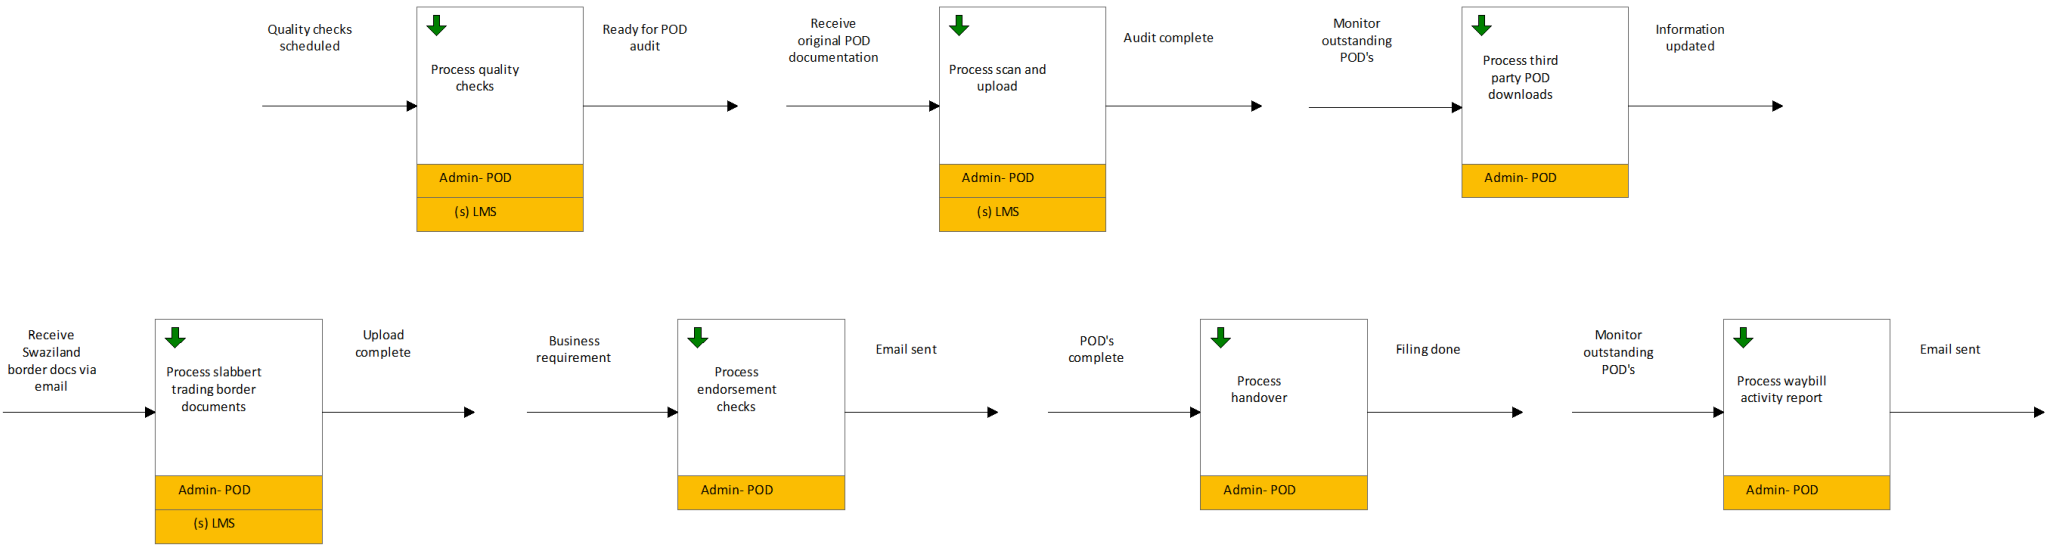 Quality checks
scheduled
Process quality
checks
Admin- POD
(s) LMS
Ready for POD
audit
Receive
original POD
documentation
Process scan and
upload
Admin- POD
(s) LMS
Audit complete
Monitor
outstanding
POD's
Process third
party POD
downloads
Admin- POD
Information
updated
Receive
Swaziland
border docs via
email
Process slabbert
trading border
documents
Admin- POD
(s) LMS
Upload
complete
Business
requirement
Process
endorsement
checks
Admin- POD
Email sent
POD's
complete
Process
handover
Admin- POD
Filing done
Monitor
outstanding
POD's
Process waybill
activity report
Admin- POD
Email sent